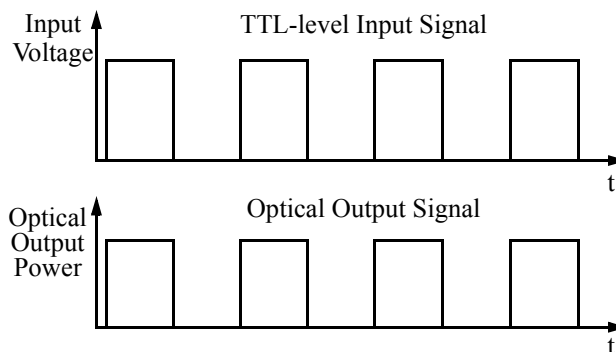 Input
Voltage
TTL-level Input Signal
t
Optical
Output
Power
Optical Output Signal
t